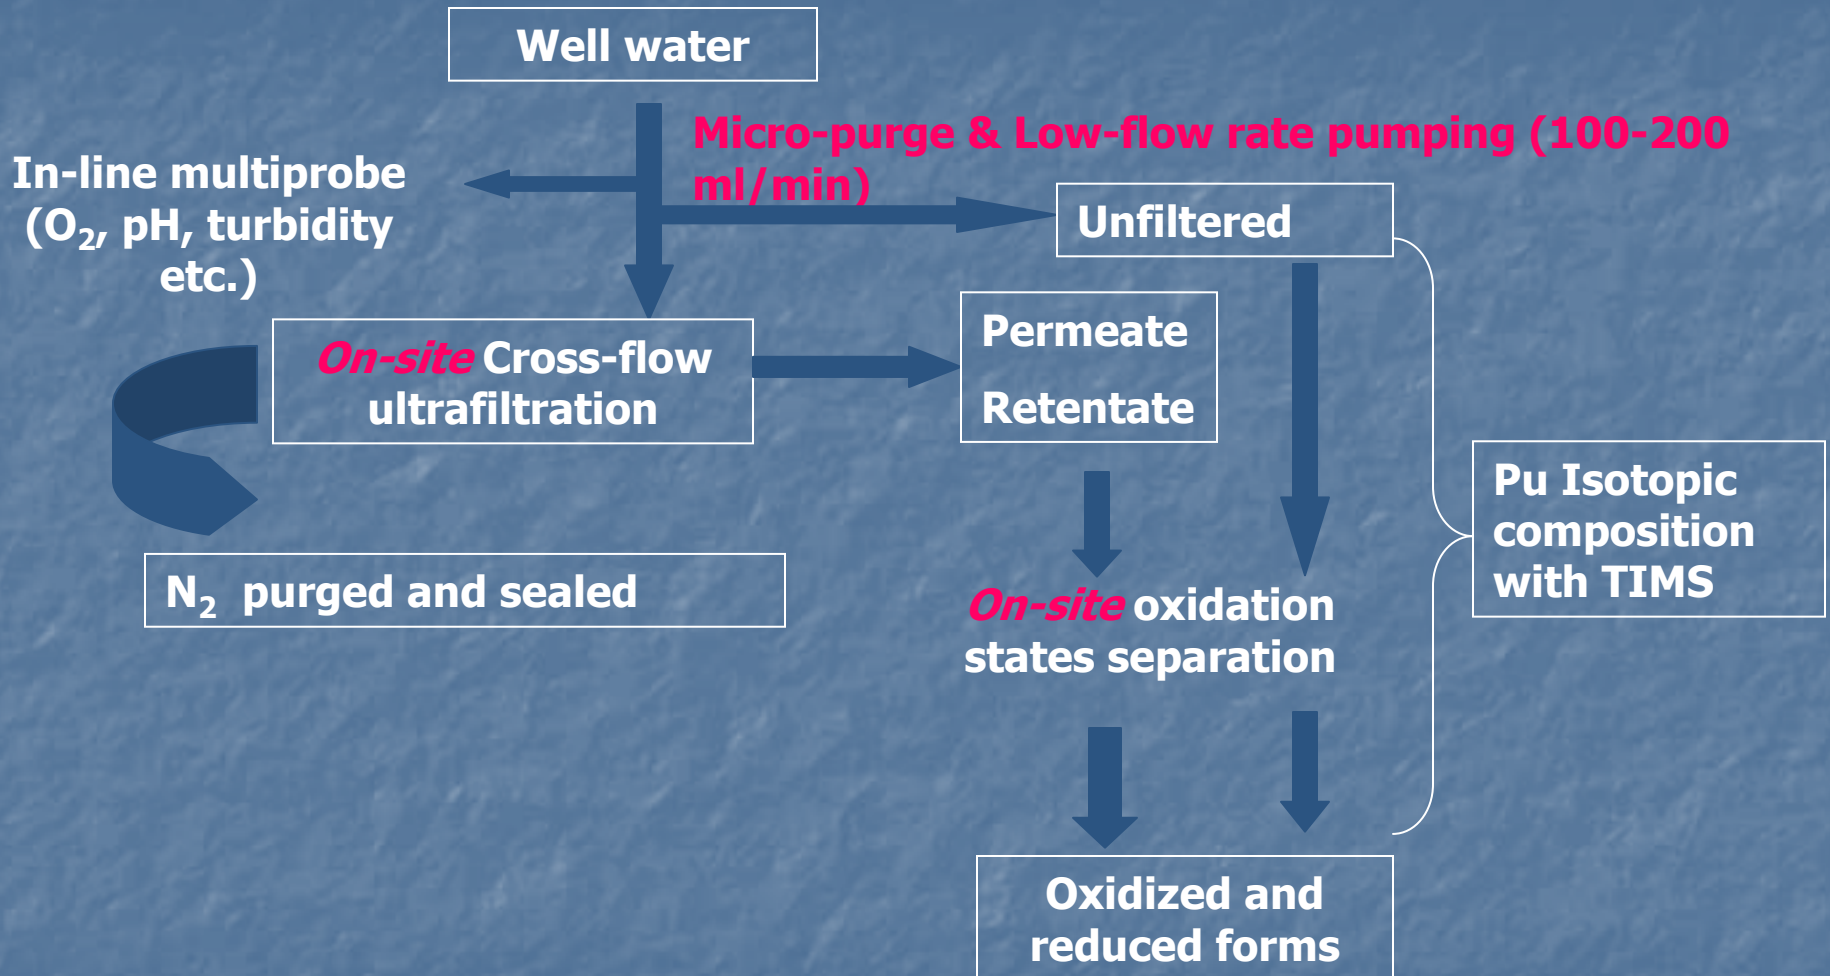 Well water
Micro-purge & Low-flow rate pumping (100-200
ml/min)
In-line multiprobe
(O₂, pH, turbidity
etc.)
Unfiltered
On-site Cross-flow
ultrafiltration
Permeate
Retentate
Pu Isotopic
composition
with TIMS
N₂ purged and sealed
On-site oxidation
states separation
Oxidized and
reduced forms